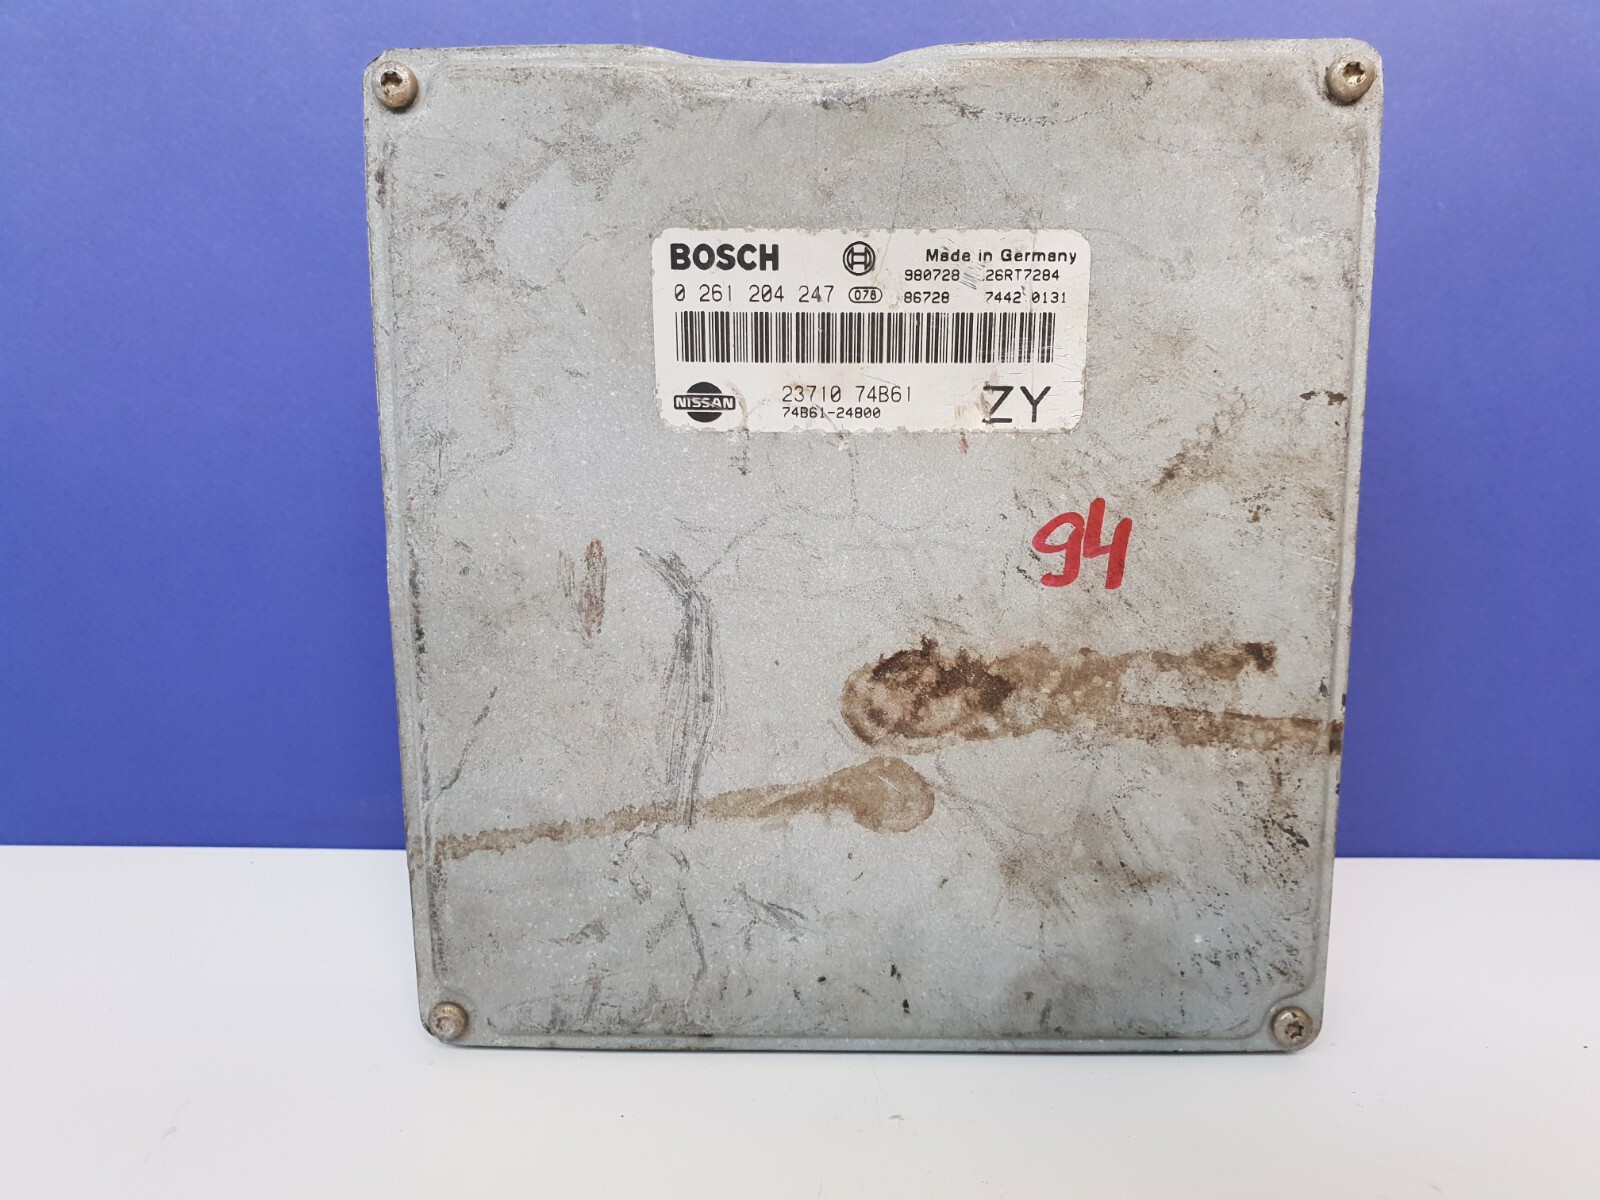 BOSCH Made in Germany
980728 26RT7284
0 261 204 247 078 86728 7442 0131
NISSAN 23710 74B61 ZY
74B61-24800
94